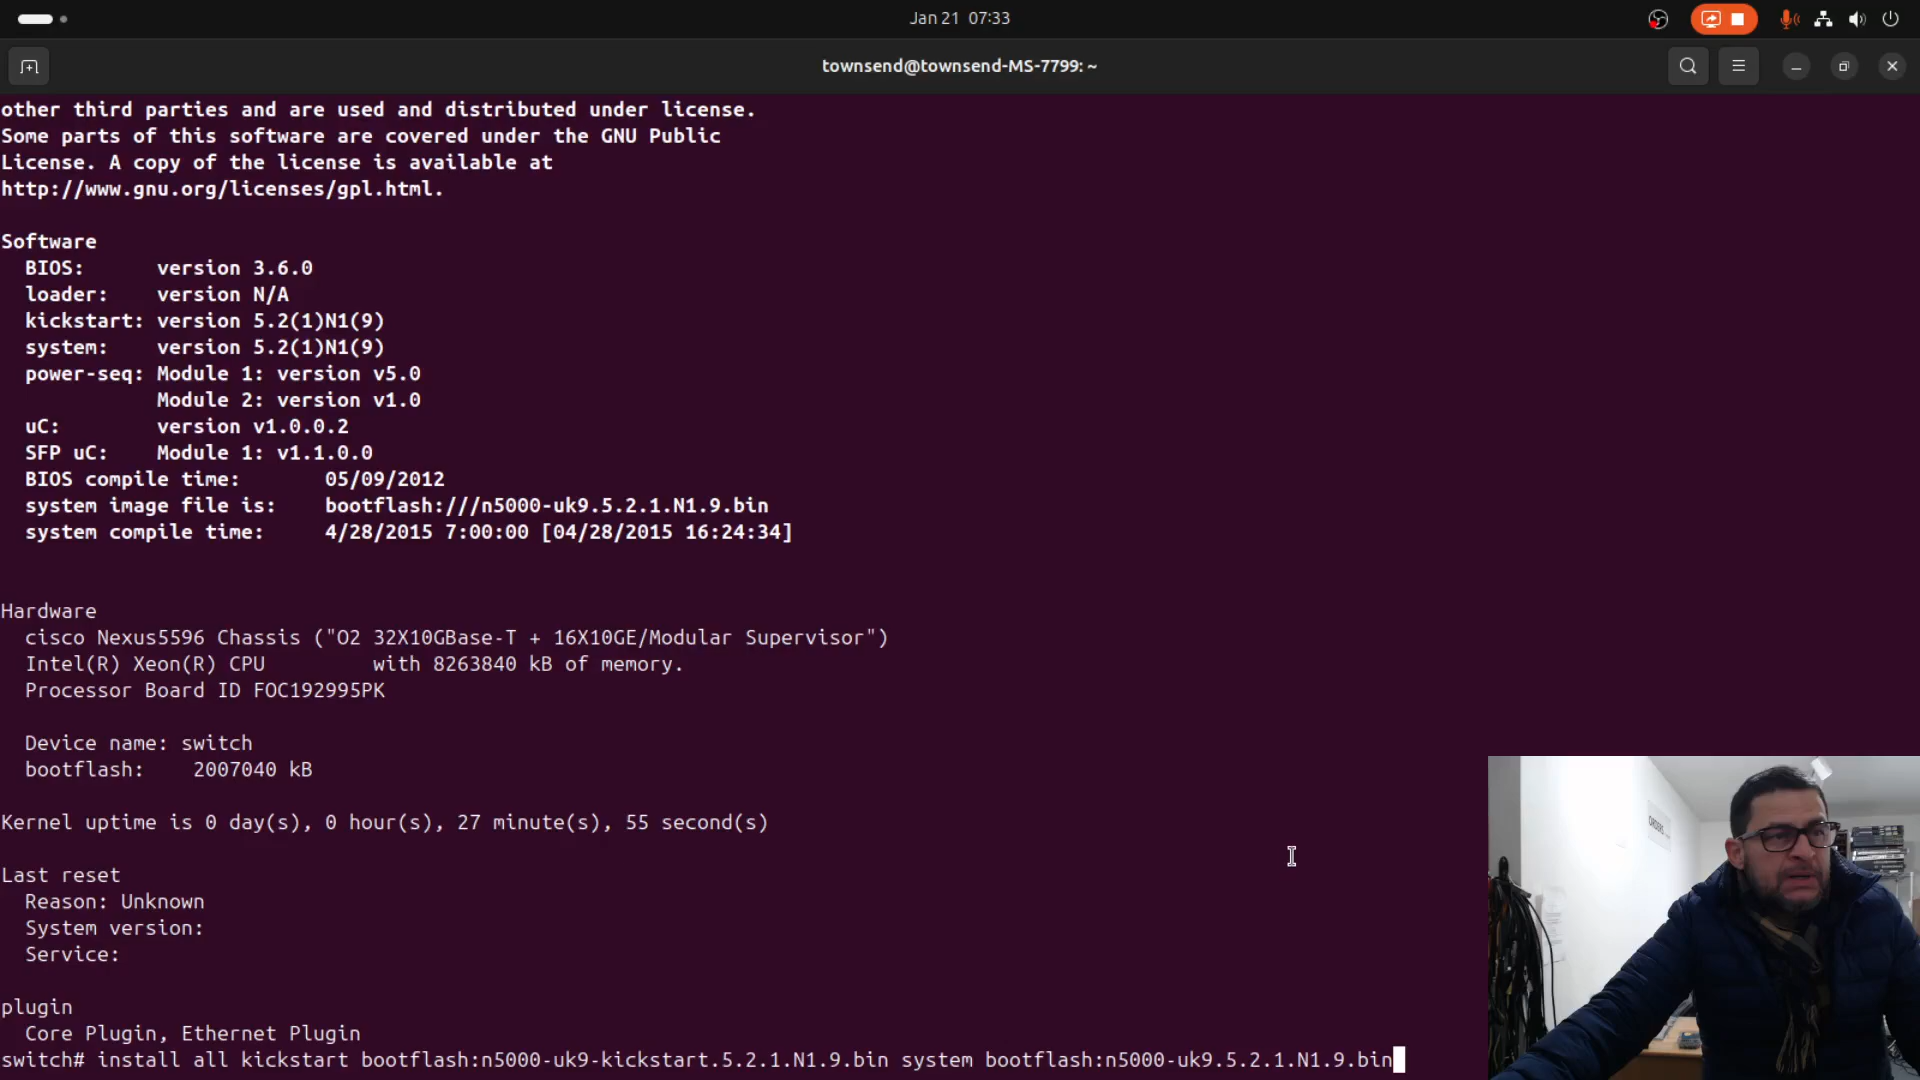 Jan 21 07:33
townsend@townsend-MS-7799: ~
other third parties and are used and distributed under license.
Some parts of this software are covered under the GNU Public
License. A copy of the license is available at
http://www.gnu.org/licenses/gpl.html.
Software
BIOS: version 3.6.0
loader: version N/A
kickstart: version 5.2(1)N1(9)
system: version 5.2(1)N1(9)
power-seq: Module 1: version v5.0
Module 2: version v1.0
uC: version v1.0.0.2
SFP uC: Module 1: v1.1.0.0
BIOS compile time: 05/09/2012
system image file is: bootflash:///n5000-uk9.5.2.1.N1.9.bin
system compile time: 4/28/2015 7:00:00 [04/28/2015 16:24:34]
Hardware
cisco Nexus5596 Chassis ("O2 32X10GBase-T + 16X10GE/Modular Supervisor")
Intel(R) Xeon(R) CPU with 8263840 kB of memory.
Processor Board ID FOC192995PK
Device name: switch
bootflash: 2007040 kB
Kernel uptime is 0 day(s), 0 hour(s), 27 minute(s), 55 second(s)
Last reset
Reason: Unknown
System version:
Service:
plugin
Core Plugin, Ethernet Plugin
switch# install all kickstart bootflash:n5000-uk9-kickstart.5.2.1.N1.9.bin system bootflash:n5000-uk9.5.2.1.N1.9.bin